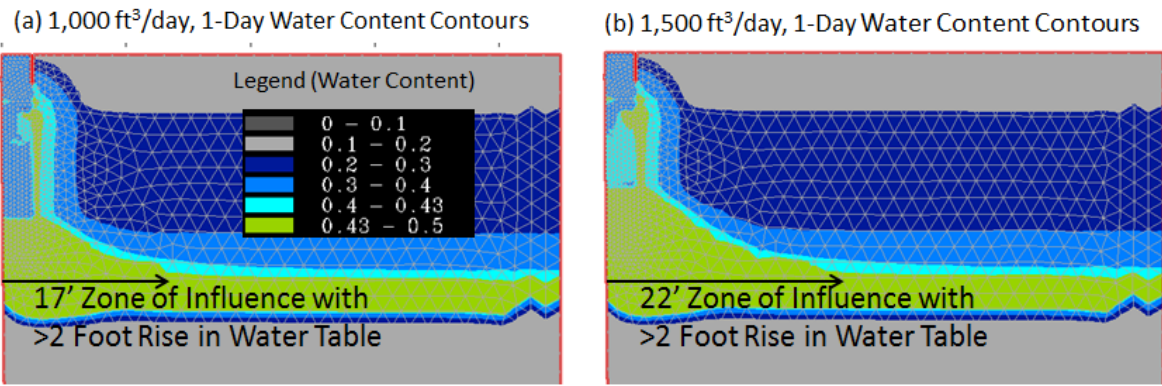 (a) 1,000 ft³/day, 1-Day Water Content Contours
(b) 1,500 ft³/day, 1-Day Water Content Contours
Legend (Water Content)
0 – 0.1
0.1 – 0.2
0.2 – 0.3
0.3 – 0.4
0.4 – 0.43
0.43 – 0.5
17’ Zone of Influence with
>2 Foot Rise in Water Table
22’ Zone of Influence with
>2 Foot Rise in Water Table